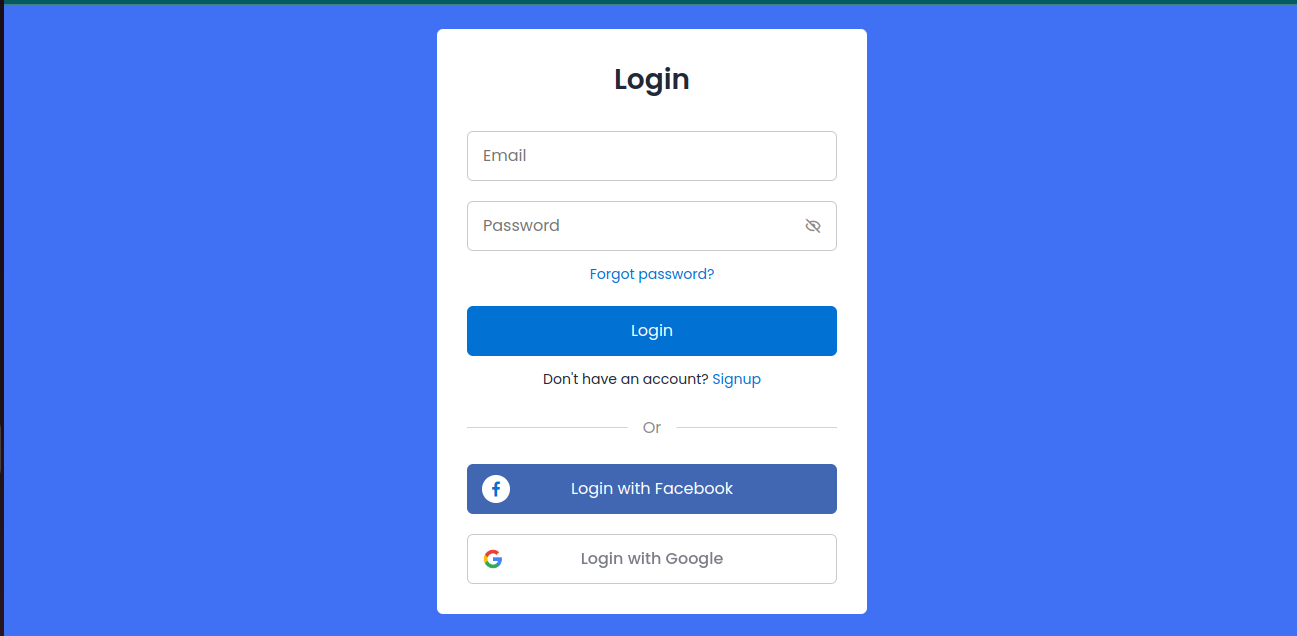 Login
Email
Password
Forgot password?
Login
Don't have an account? Signup
Or
Login with Facebook
Login with Google